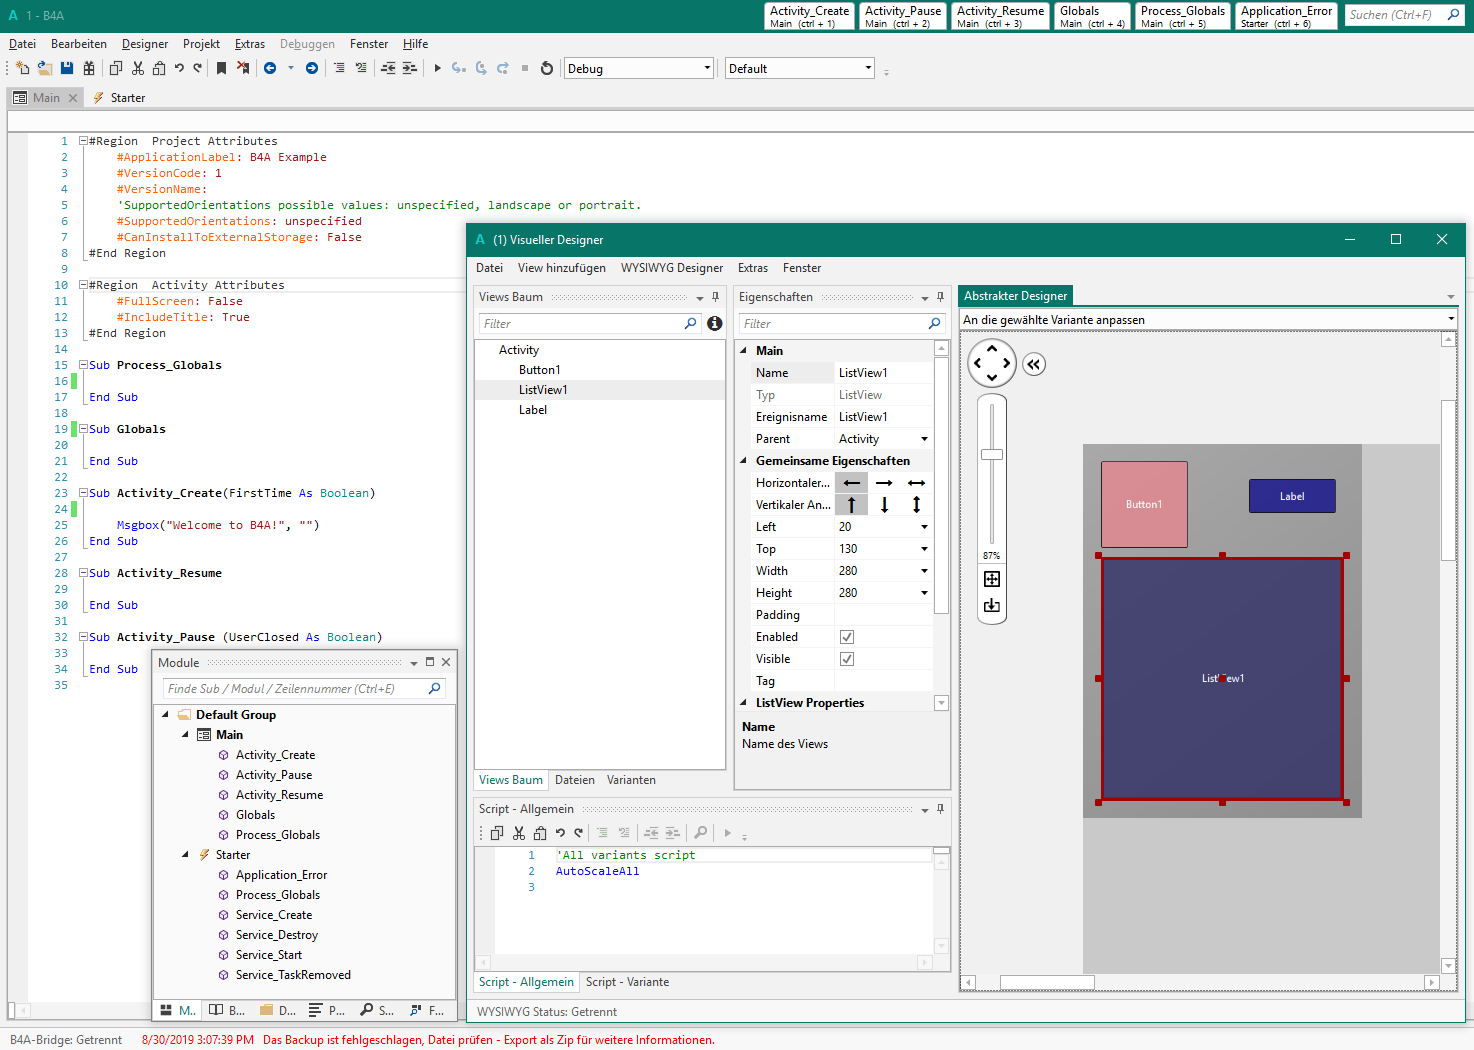 A 1 - B4A
Activity_Create
Main (ctrl + 1)
Activity_Pause
Main (ctrl + 2)
Activity_Resume
Main (ctrl + 3)
Globals
Main (ctrl + 4)
Process_Globals
Main (ctrl + 5)
Application_Error
Starter (ctrl + 6)
Suchen (Ctrl+F)
Datei Bearbeiten Designer Projekt Extras Debuggen Fenster Hilfe
Debug Default
Main Starter
1 #Region Project Attributes
2 #ApplicationLabel: B4A Example
3 #VersionCode: 1
4 #VersionName:
5 'SupportedOrientations possible values: unspecified, landscape or portrait.
6 #SupportedOrientations: unspecified
7 #CanInstallToExternalStorage: False
8 #End Region
9
10 #Region Activity Attributes
11 #FullScreen: False
12 #IncludeTitle: True
13 #End Region
14
15 Sub Process_Globals
16
17 End Sub
18
19 Sub Globals
20
21 End Sub
22
23 Sub Activity_Create(FirstTime As Boolean)
24
25 Msgbox("Welcome to B4A!", "")
26 End Sub
27
28 Sub Activity_Resume
29
30 End Sub
31
32 Sub Activity_Pause (UserClosed As Boolean)
33
34 End Sub
35
Module
Finde Sub / Modul / Zeilennummer (Ctrl+E)
Default Group
Main
Activity_Create
Activity_Pause
Activity_Resume
Globals
Process_Globals
Starter
Application_Error
Process_Globals
Service_Create
Service_Destroy
Service_Start
Service_TaskRemoved
M.. B... D... P... S... F...
A (1) Visueller Designer
Datei View hinzufügen WYSIWYG Designer Extras Fenster
Views Baum
Filter
Activity
Button1
ListView1
Label
Views Baum Dateien Varianten
Eigenschaften
Filter
Main
Name ListView1
Typ ListView
Ereignisname ListView1
Parent Activity
Gemeinsame Eigenschaften
Horizontaler...
Vertikaler An...
Left 20
Top 130
Width 280
Height 280
Padding
Enabled
Visible
Tag
ListView Properties
Name
Name des Views
Abstrakter Designer
An die gewählte Variante anpassen
87%
Button1
Label
ListView1
Script - Allgemein
1 'All variants script
2 AutoScaleAll
3
Script - Allgemein Script - Variante
WYSIWYG Status: Getrennt
B4A-Bridge: Getrennt 8/30/2019 3:07:39 PM Das Backup ist fehlgeschlagen, Datei prüfen - Export als Zip für weitere Informationen.